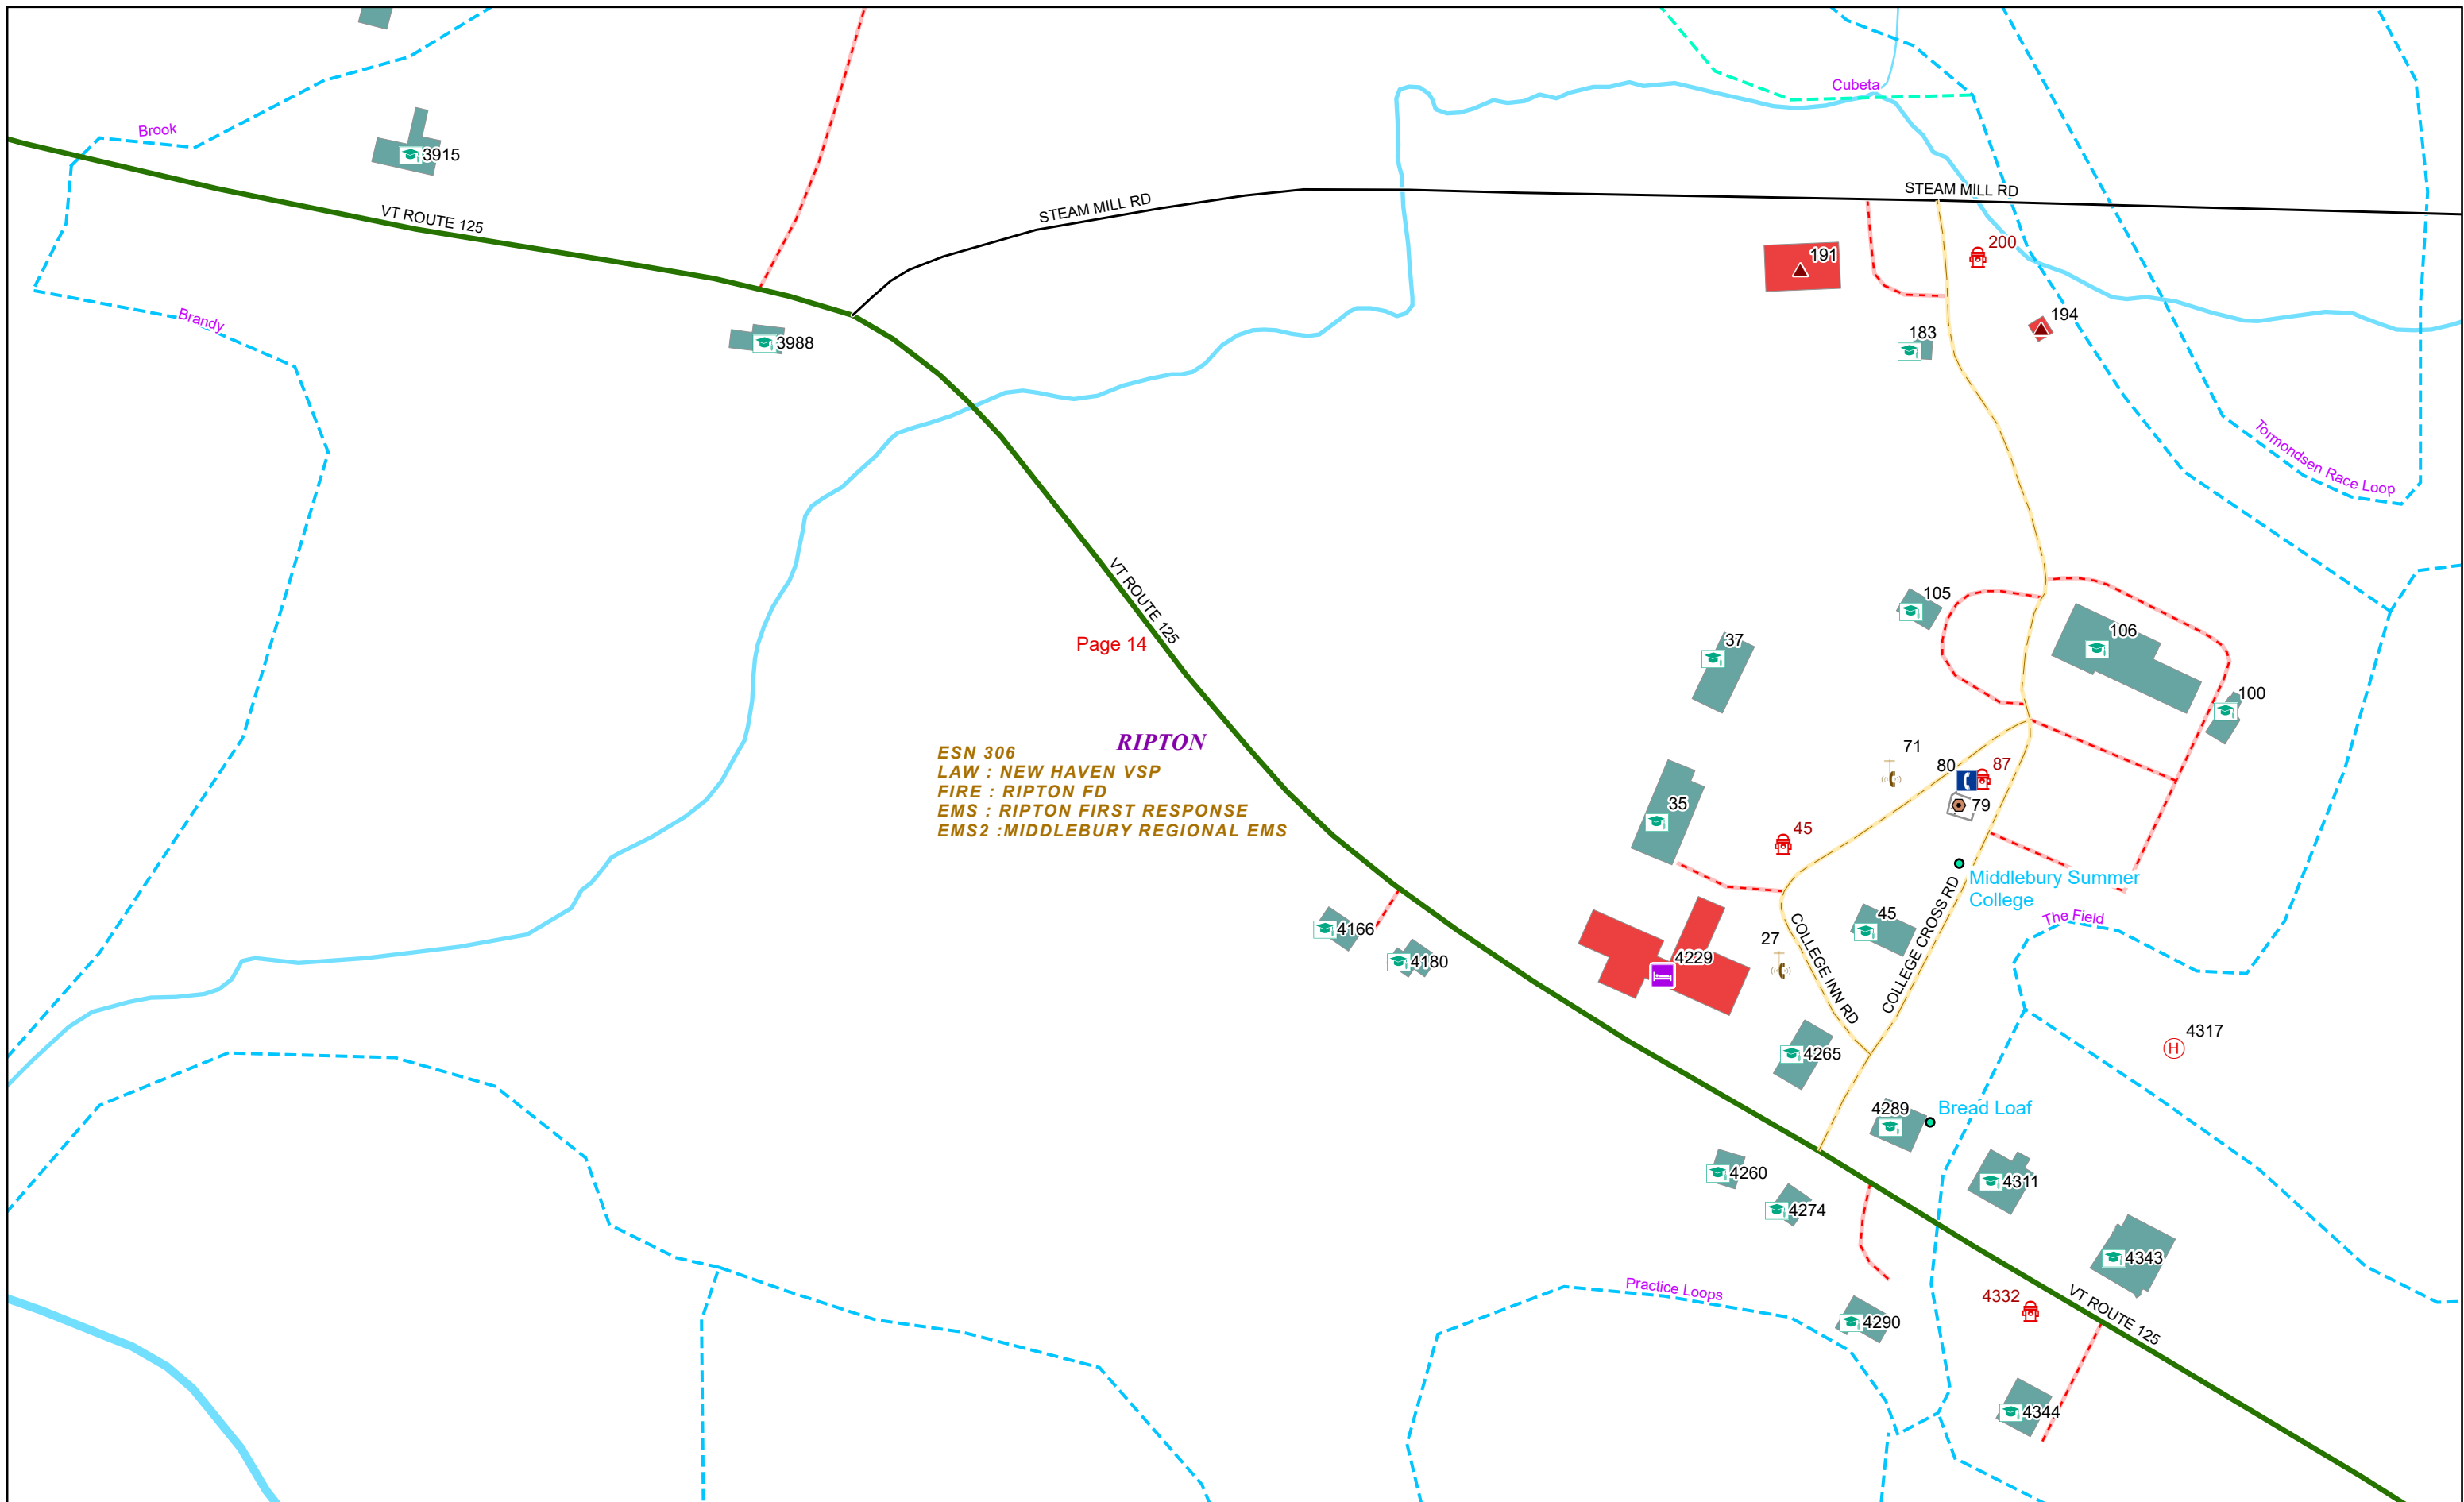 Cubeta
Brook
3915
STEAM MILL RD
STEAM MILL RD
VT ROUTE 125
200
191
Brandy
194
183
3988
Tormondsen Race Loop
VT ROUTE 125
105
106
37
Page 14
100
RIPTON
71
ESN 306
LAW : NEW HAVEN VSP
FIRE : RIPTON FD
EMS : RIPTON FIRST RESPONSE
EMS2 :MIDDLEBURY REGIONAL EMS
80
87
79
35
45
Middlebury Summer
College
45
The Field
COLLEGE INN RD
COLLEGE CROSS RD
4166
27
4180
4229
H
4317
4265
4289
Bread Loaf
4260
4311
4274
4343
Practice Loops
4332
VT ROUTE 125
4290
4344